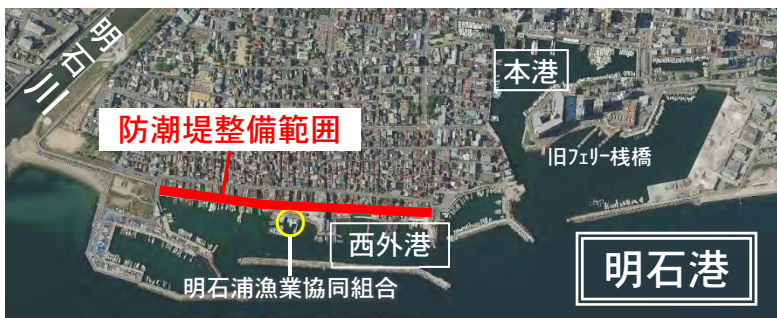 明石川
本港
防潮堤整備範囲
旧フェリー桟橋
西外港
明石港
明石浦漁業協同組合